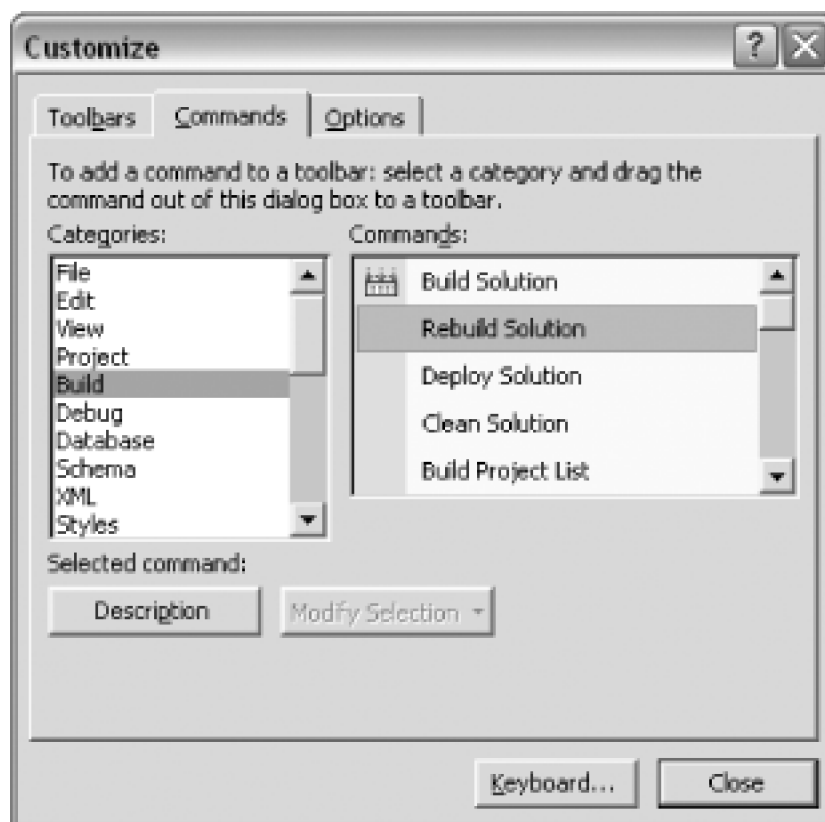 Customize
Toolbars Commands Options
To add a command to a toolbar: select a category and drag the
command out of this dialog box to a toolbar.
Categories: Commands:
File
Edit
View
Project
Build
Debug
Database
Schema
XML
Styles
Build Solution
Rebuild Solution
Deploy Solution
Clean Solution
Build Project List
Selected command:
Description Modify Selection
Keyboard... Close